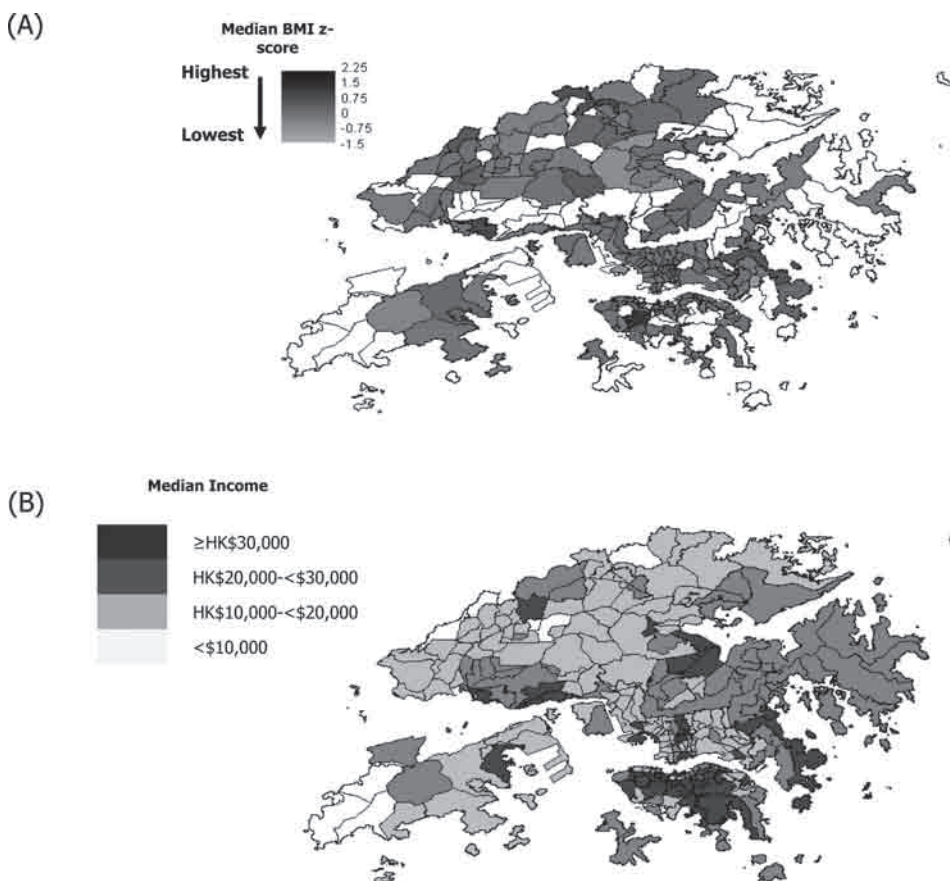 (A)
Median BMI z-
score
Highest
Lowest
2.25
1.5
0.75
0
-0.75
-1.5
(B)
Median Income
≥HK$30,000
HK$20,000-<$30,000
HK$10,000-<$20,000
<$10,000